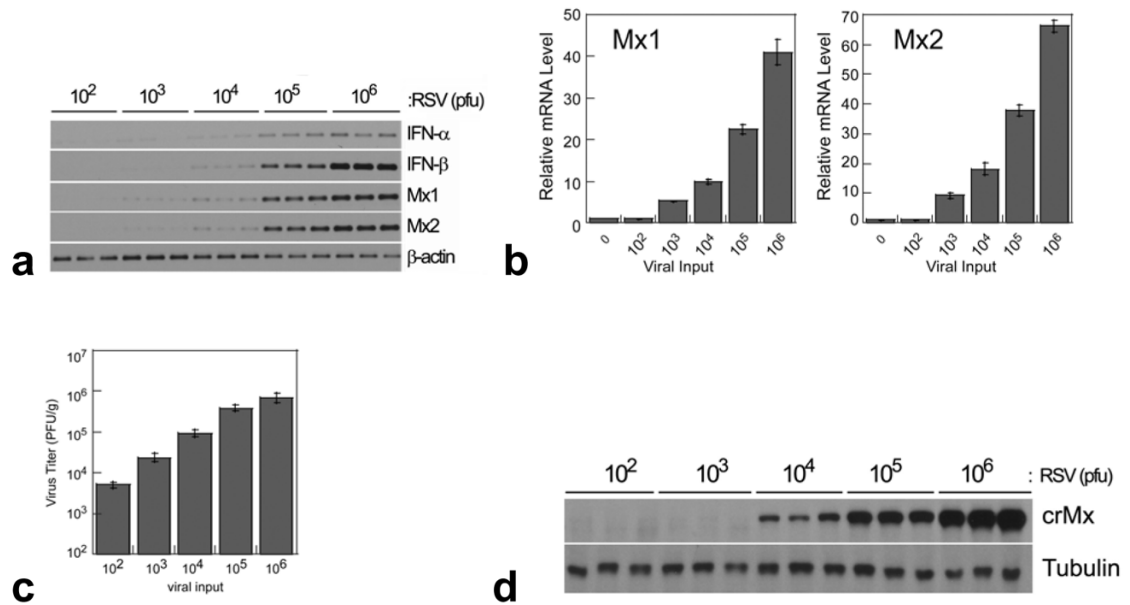 10² 10³ 10⁴ 10⁵ 10⁶ :RSV (pfu)
IFN-α
IFN-β
Mx1
Mx2
β-actin
a
Mx1
Relative mRNA Level
50
40
30
20
10
0
0 10² 10³ 10⁴ 10⁵ 10⁶
Viral Input
b
Mx2
Relative mRNA Level
70
60
50
40
30
20
10
0
0 10² 10³ 10⁴ 10⁵ 10⁶
Viral Input
Virus Titer (PFU/g)
10⁷
10⁶
10⁵
10⁴
10³
10²
10² 10³ 10⁴ 10⁵ 10⁶
viral input
c
10² 10³ 10⁴ 10⁵ 10⁶ : RSV (pfu)
crMx
Tubulin
d